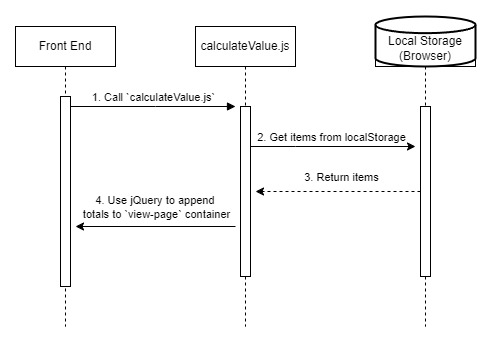 Front End
calculateValue.js
Local Storage
(Browser)
1. Call `calculateValue.js`
2. Get items from localStorage
3. Return items
4. Use jQuery to append
totals to `view-page` container